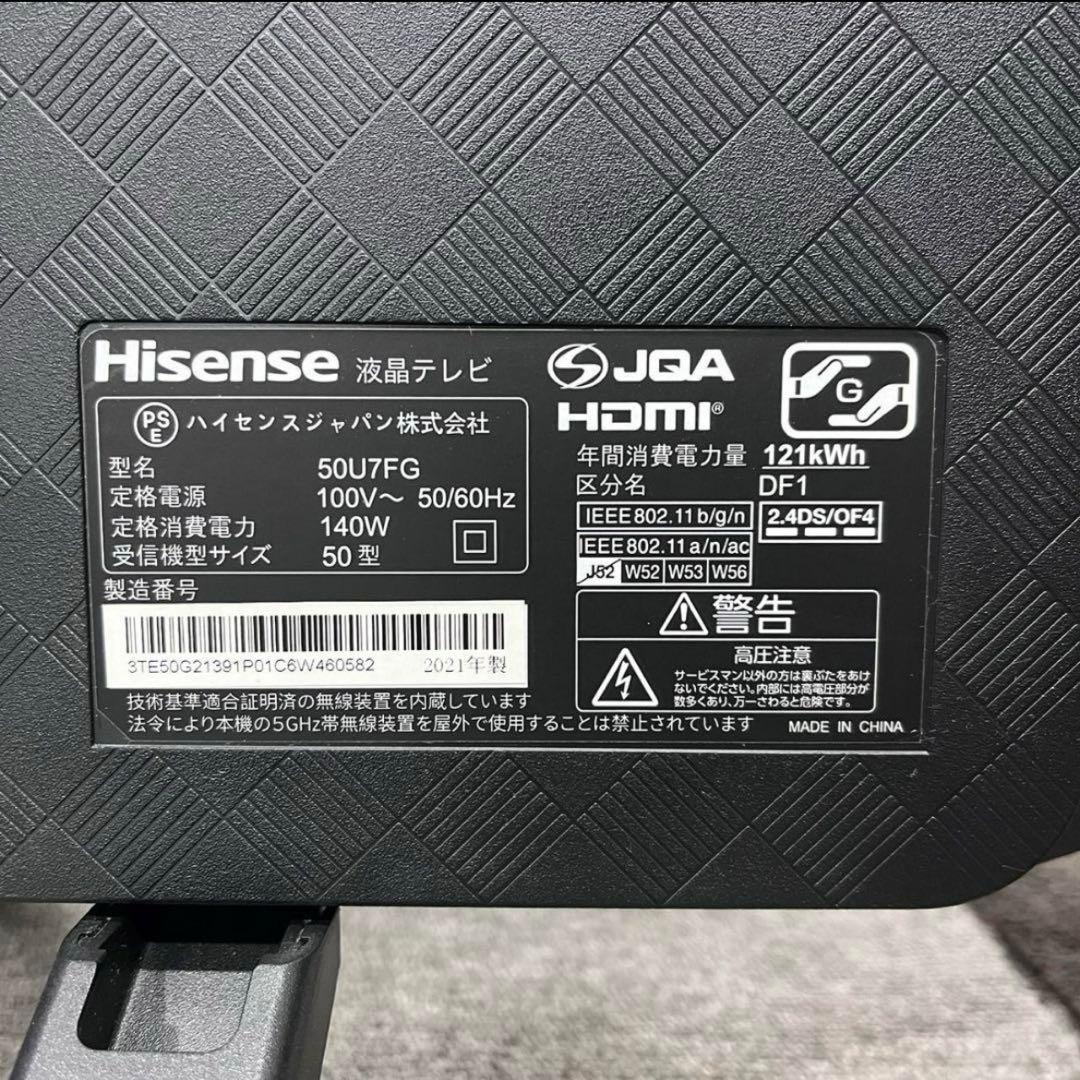 Hisense 液晶テレビ
PSE ハイセンスジャパン株式会社
型名 50U7FG
定格電源 100V～ 50/60Hz
定格消費電力 140W
受信機型サイズ 50型
製造番号
3TE50G21391P01C6W460582 2021年製
技術基準適合証明済の無線装置を内蔵しています
法令により本機の5GHz帯無線装置を屋外で使用することは禁止されています
S JQA
HDMI®
G
年間消費電力量 121kWh
区分名 DF1
IEEE802.11b/g/n
2.4DS/OF4
IEEE802.11a/n/ac
J52 W52 W53 W56
警告
高圧注意
サービスマン以外の方は裏ぶたをあけ
ないでください。内部には高電圧部分が
数多くあり、万一さわると危険です。
MADE IN CHINA